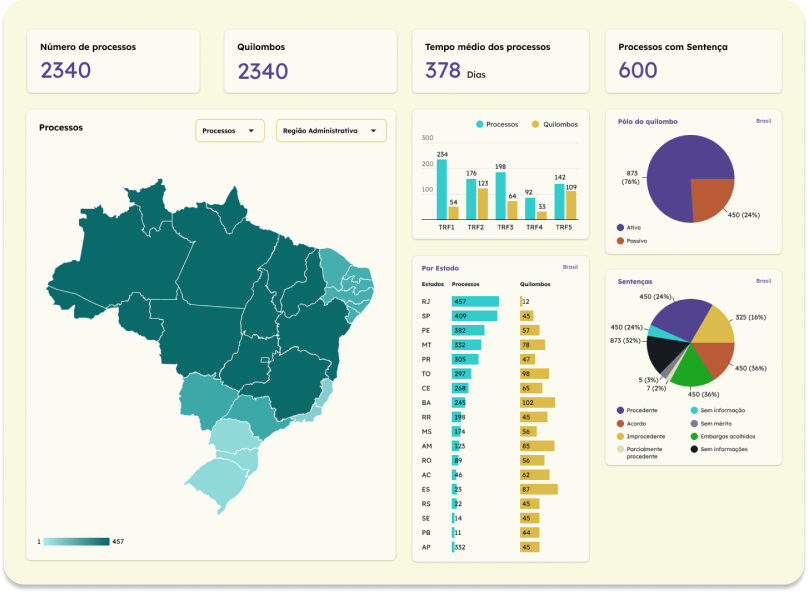 Número de processos
2340
Quilombos
2340
Tempo médio dos processos
378 Dias
Processos com Sentença
600
Processos
Processos
Região Administrativa
1
457
Processos
Quilombos
300
200
100
234
54
176
123
198
64
92
33
142
109
TRF1
TRF2
TRF3
TRF4
TRF5
Por Estado
Brasil
Estados Processos Quilombos
RJ 457 12
SP 409 45
PE 382 57
MT 332 78
PR 305 47
TO 297 98
CE 268 65
BA 245 102
RR 198 45
MS 174 56
AM 123 85
RO 89 56
AC 46 62
ES 23 87
RS 22 45
SE 14 45
PB 11 44
AP 332 45
Pólo do quilombo
Brasil
873
(76%)
450 (24%)
Ativo
Passivo
Sentenças
Brasil
450 (24%)
325 (16%)
450 (24%)
873 (32%)
450 (36%)
5 (3%)
7 (2%)
450 (36%)
Procedente
Acordo
Improcedente
Parcialmente
procedente
Sem informação
Sem mérito
Embargos acolhidos
Sem informações